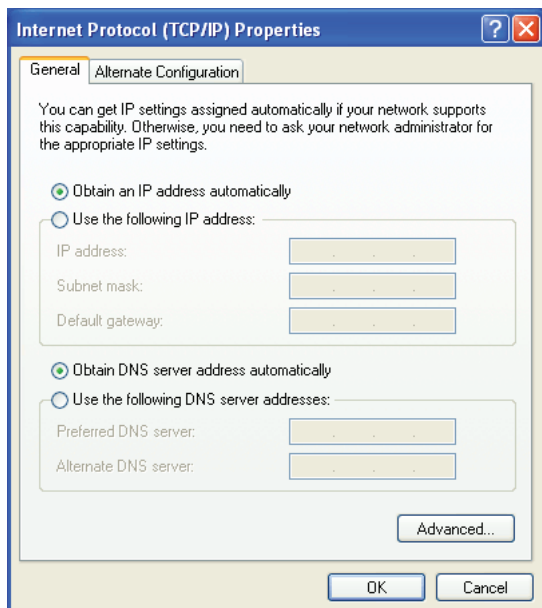 Internet Protocol (TCP/IP) Properties
General
Alternate Configuration
You can get IP settings assigned automatically if your network supports
this capability. Otherwise, you need to ask your network administrator for
the appropriate IP settings.
Obtain an IP address automatically
Use the following IP address:
IP address:
Subnet mask:
Default gateway:
Obtain DNS server address automatically
Use the following DNS server addresses:
Preferred DNS server:
Alternate DNS server:
Advanced...
OK
Cancel